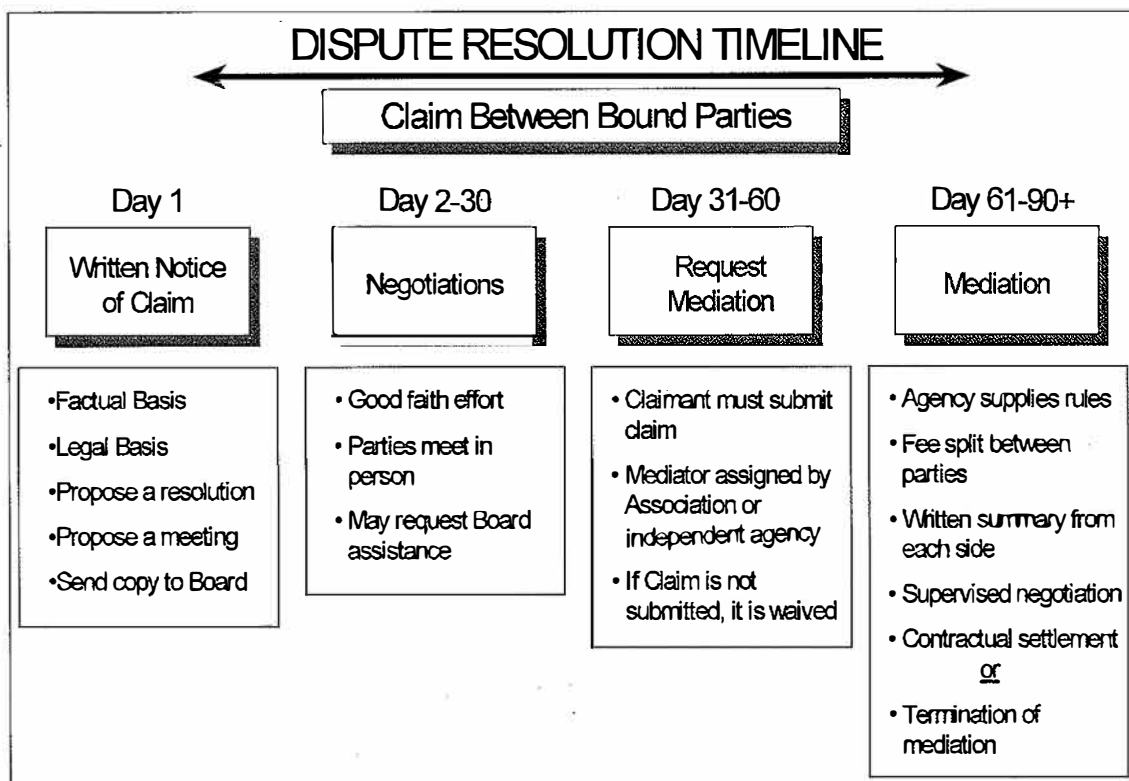 DISPUTE RESOLUTION TIMELINE
Claim Between Bound Parties
Day 1
Written Notice
of Claim
•Factual Basis
•Legal Basis
•Propose a resolution
•Propose a meeting
•Send copy to Board
Day 2-30
Negotiations
• Good faith effort
• Parties meet in
person
• May request Board
assistance
Day 31-60
Request
Mediation
• Claimant must submit
claim
• Mediator assigned by
Association or
independent agency
• If Claim is not
submitted, it is waived
Day 61-90+
Mediation
• Agency supplies rules
• Fee split between
parties
• Written summary from
each side
• Supervised negotiation
• Contractual settlement
or
• Termination of
mediation